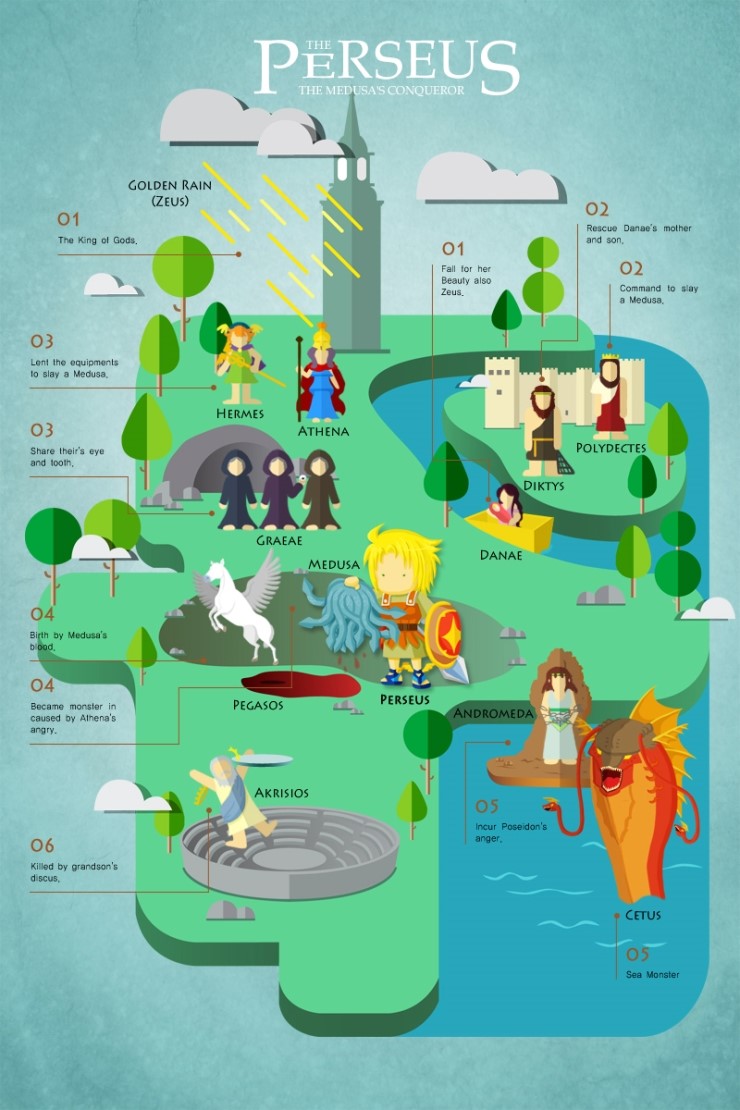 THE
PERSEUS
THE MEDUSA'S CONQUEROR
GOLDEN RAIN
(ZEUS)
01
The King of Gods,
02
Rescue Danae's mother
and son,
01
Fall for her
Beauty also
Zeus,
02
Command to slay
a Medusa,
03
Lent the equipments
to slay a Medusa,
HERMES
ATHENA
POLYDECTES
DIKTYS
03
Share their's eye
and tooth,
GRAEAE
DANAE
MEDUSA
04
Birth by Medusa's
blood,
04
Became monster in
caused by Athena's
angry,
PEGASOS
PERSEUS
ANDROMEDA
AKRISIOS
05
Incur Poseidon's
anger,
06
Killed by grandson's
discus,
CETUS
05
Sea Monster